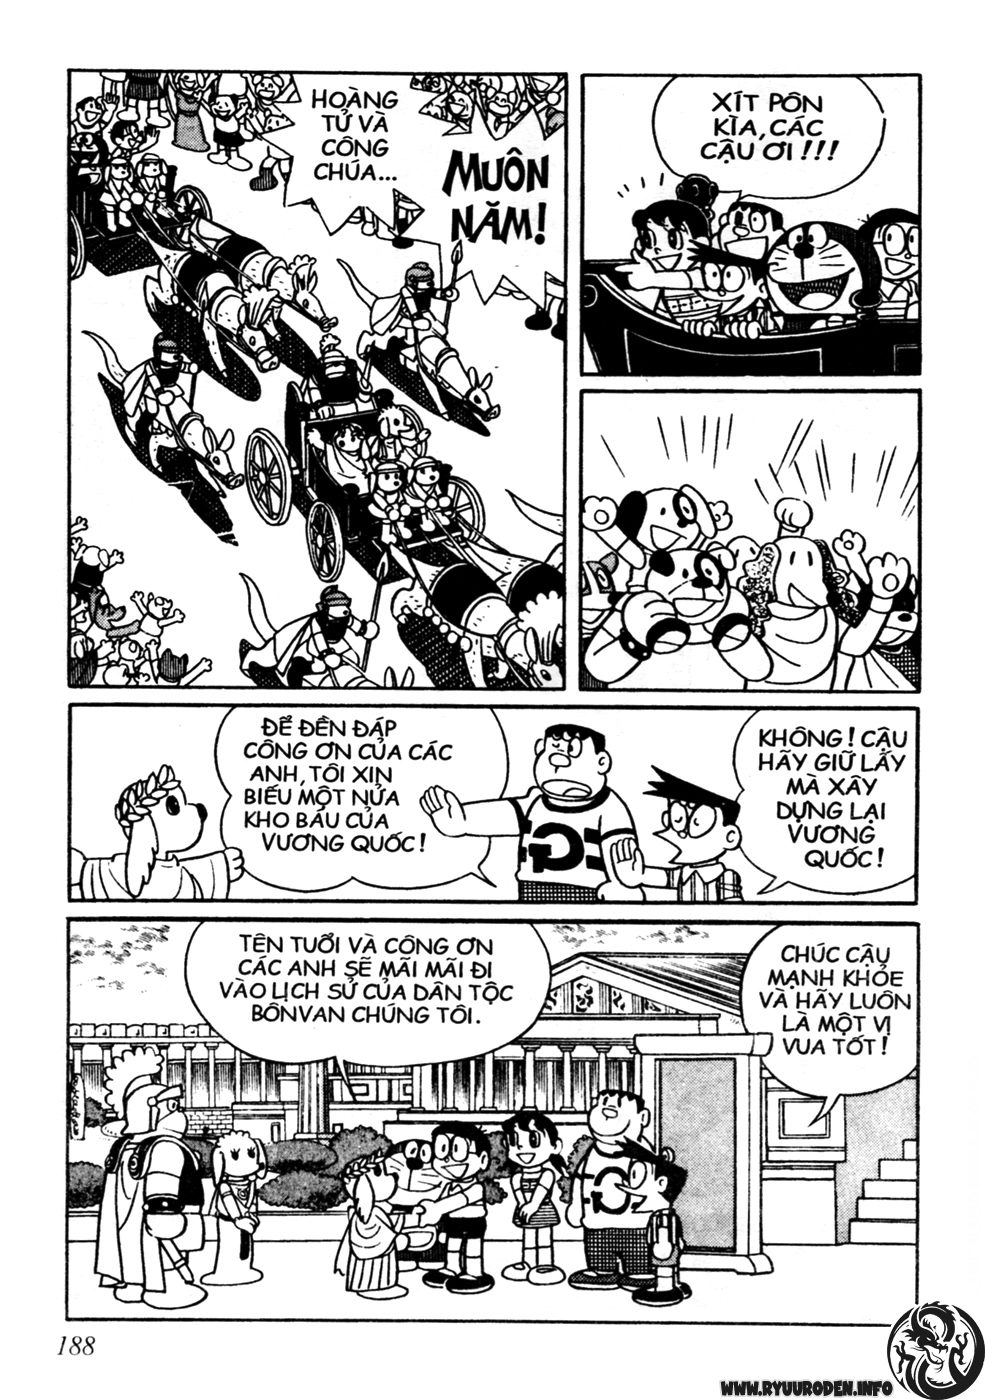 HOÀNG
TỬ VÀ
CÔNG
CHÚA...
MUÔN
NĂM!
XÍT PÔN
KÌA, CÁC
CẬU ƠI!!!
ĐỂ ĐỀN ĐÁP
CÔNG ƠN CỦA CÁC
ANH, TÔI XIN
BIẾU MỘT NỬA
KHO BÁU CỦA
VƯƠNG QUỐC!
KHÔNG! CẬU
HÃY GIỮ LẤY
MÀ XÂY
DỰNG LẠI
VƯƠNG
QUỐC!
TÊN TUỔI VÀ CÔNG ƠN
CÁC ANH SẼ MÃI MÃI ĐI
VÀO LỊCH SỬ CỦA DÂN TỘC
BÔNVAN CHÚNG TÔI.
CHÚC CẬU
MẠNH KHỎE
VÀ HÃY LUÔN
LÀ MỘT VỊ
VUA TỐT!
188
WWW.RYUURODEN.INFO